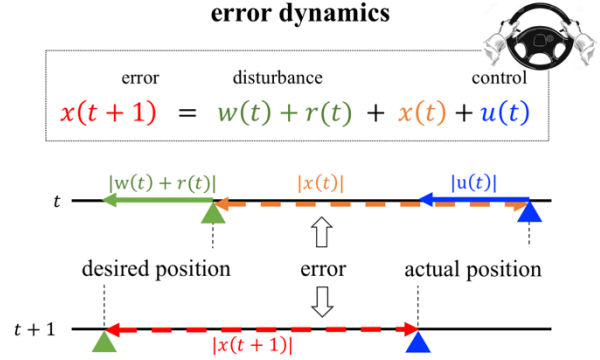 error dynamics
error disturbance control
x(t + 1) = w(t) + r(t) + x(t) + u(t)
|w(t) + r(t)| |x(t)| |u(t)|
t
desired position error actual position
t + 1
|x(t + 1)|